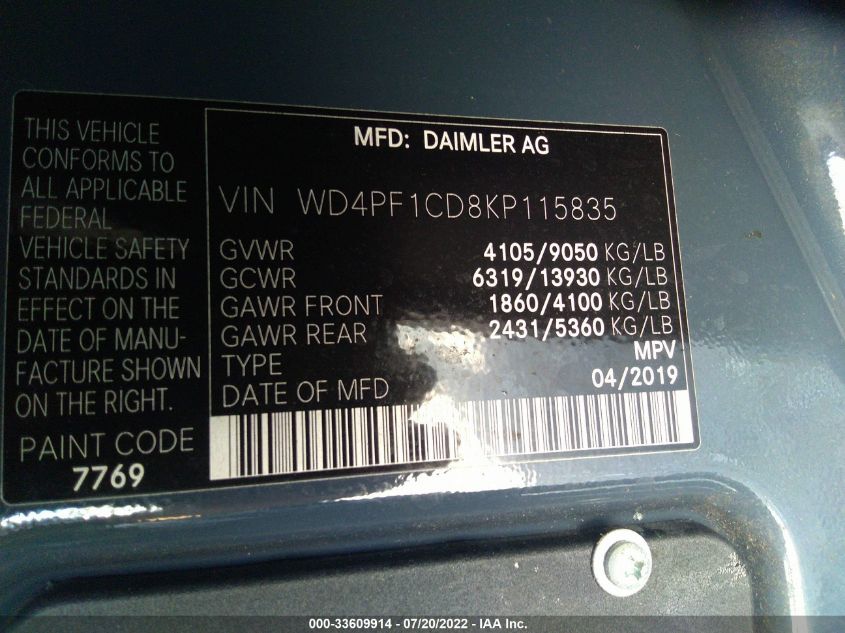 THIS VEHICLE
CONFORMS TO
ALL APPLICABLE
FEDERAL
VEHICLE SAFETY
STANDARDS IN
EFFECT ON THE
DATE OF MANU-
FACTURE SHOWN
ON THE RIGHT.
PAINT CODE
7769
MFD: DAIMLER AG
VIN WD4PF1CD8KP115835
GVWR 4105/9050 KG/LB
GCWR 6319/13930 KG/LB
GAWR FRONT 1860/4100 KG/LB
GAWR REAR 2431/5360 KG/LB
TYPE MPV
DATE OF MFD 04/2019
000-33609914 - 07/20/2022 - IAA Inc.